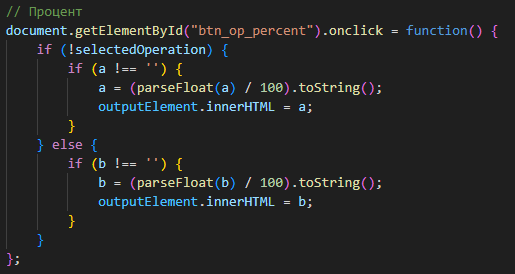 // Процент
document.getElementById("btn_op_percent").onclick = function() {
    if (!selectedOperation) {
        if (a !== '') {
            a = (parseFloat(a) / 100).toString();
            outputElement.innerHTML = a;
        }
    } else {
        if (b !== '') {
            b = (parseFloat(b) / 100).toString();
            outputElement.innerHTML = b;
        }
    }
};